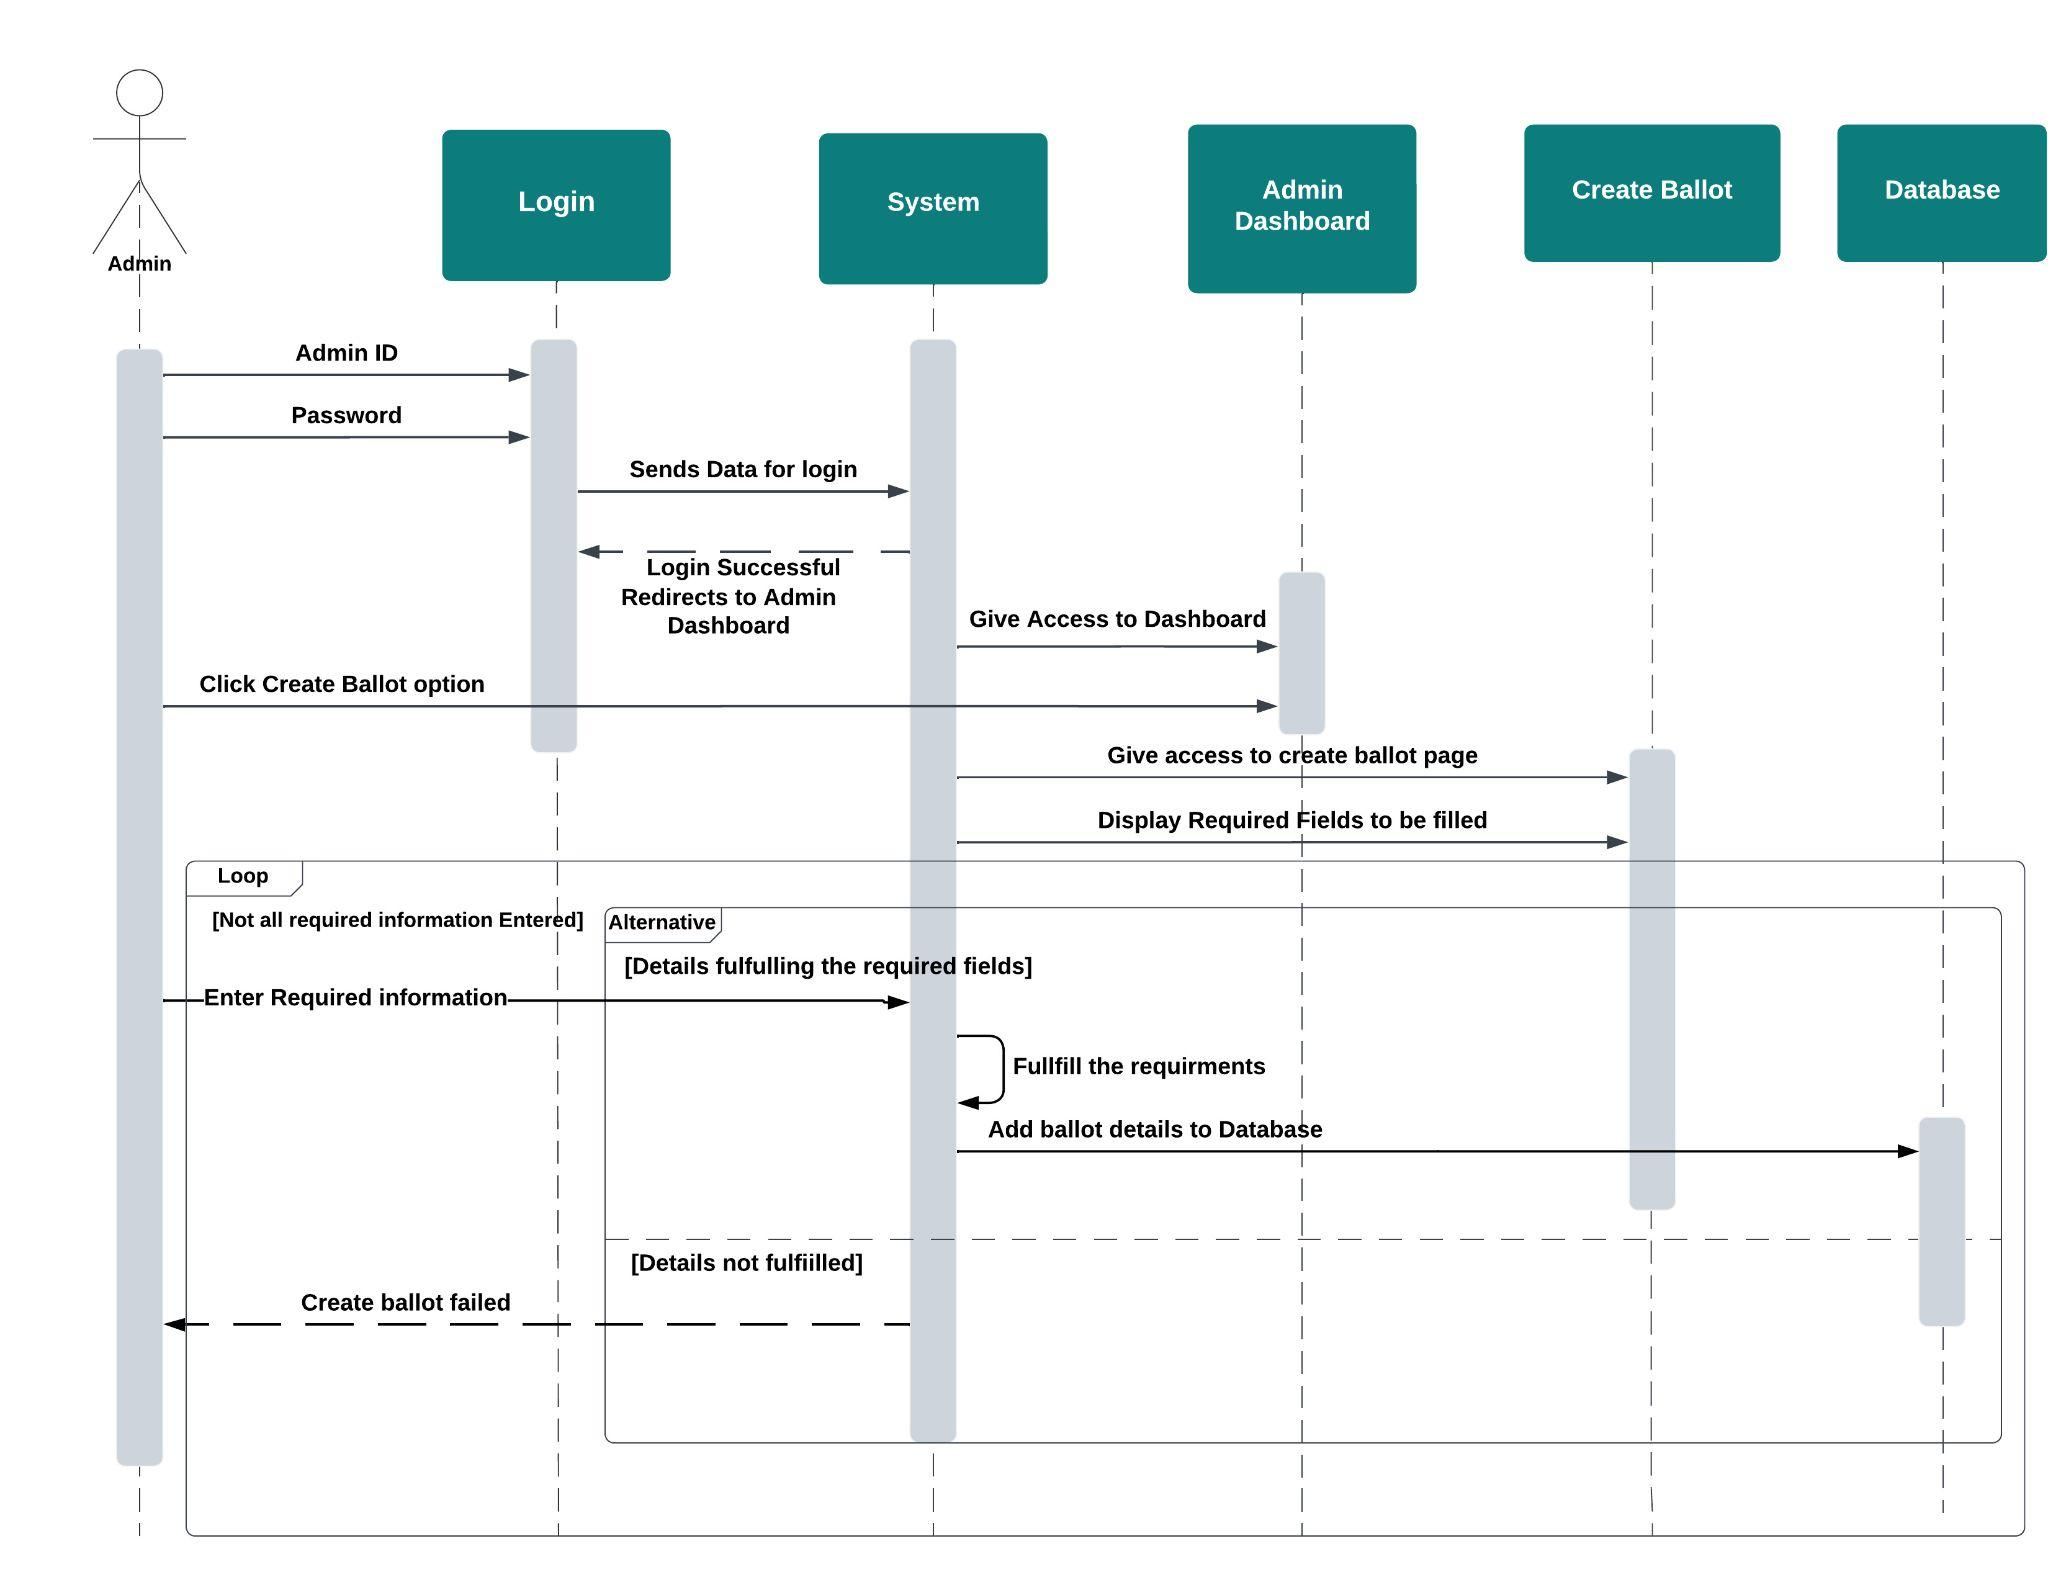 Admin
Login
System
Admin
Dashboard
Create Ballot
Database
Admin ID
Password
Sends Data for login
Login Successful
Redirects to Admin
Dashboard
Give Access to Dashboard
Click Create Ballot option
Give access to create ballot page
Display Required Fields to be filled
Loop
[Not all required information Entered]
Alternative
[Details fulfulling the required fields]
Enter Required information
Fullfill the requirments
Add ballot details to Database
[Details not fulfiilled]
Create ballot failed